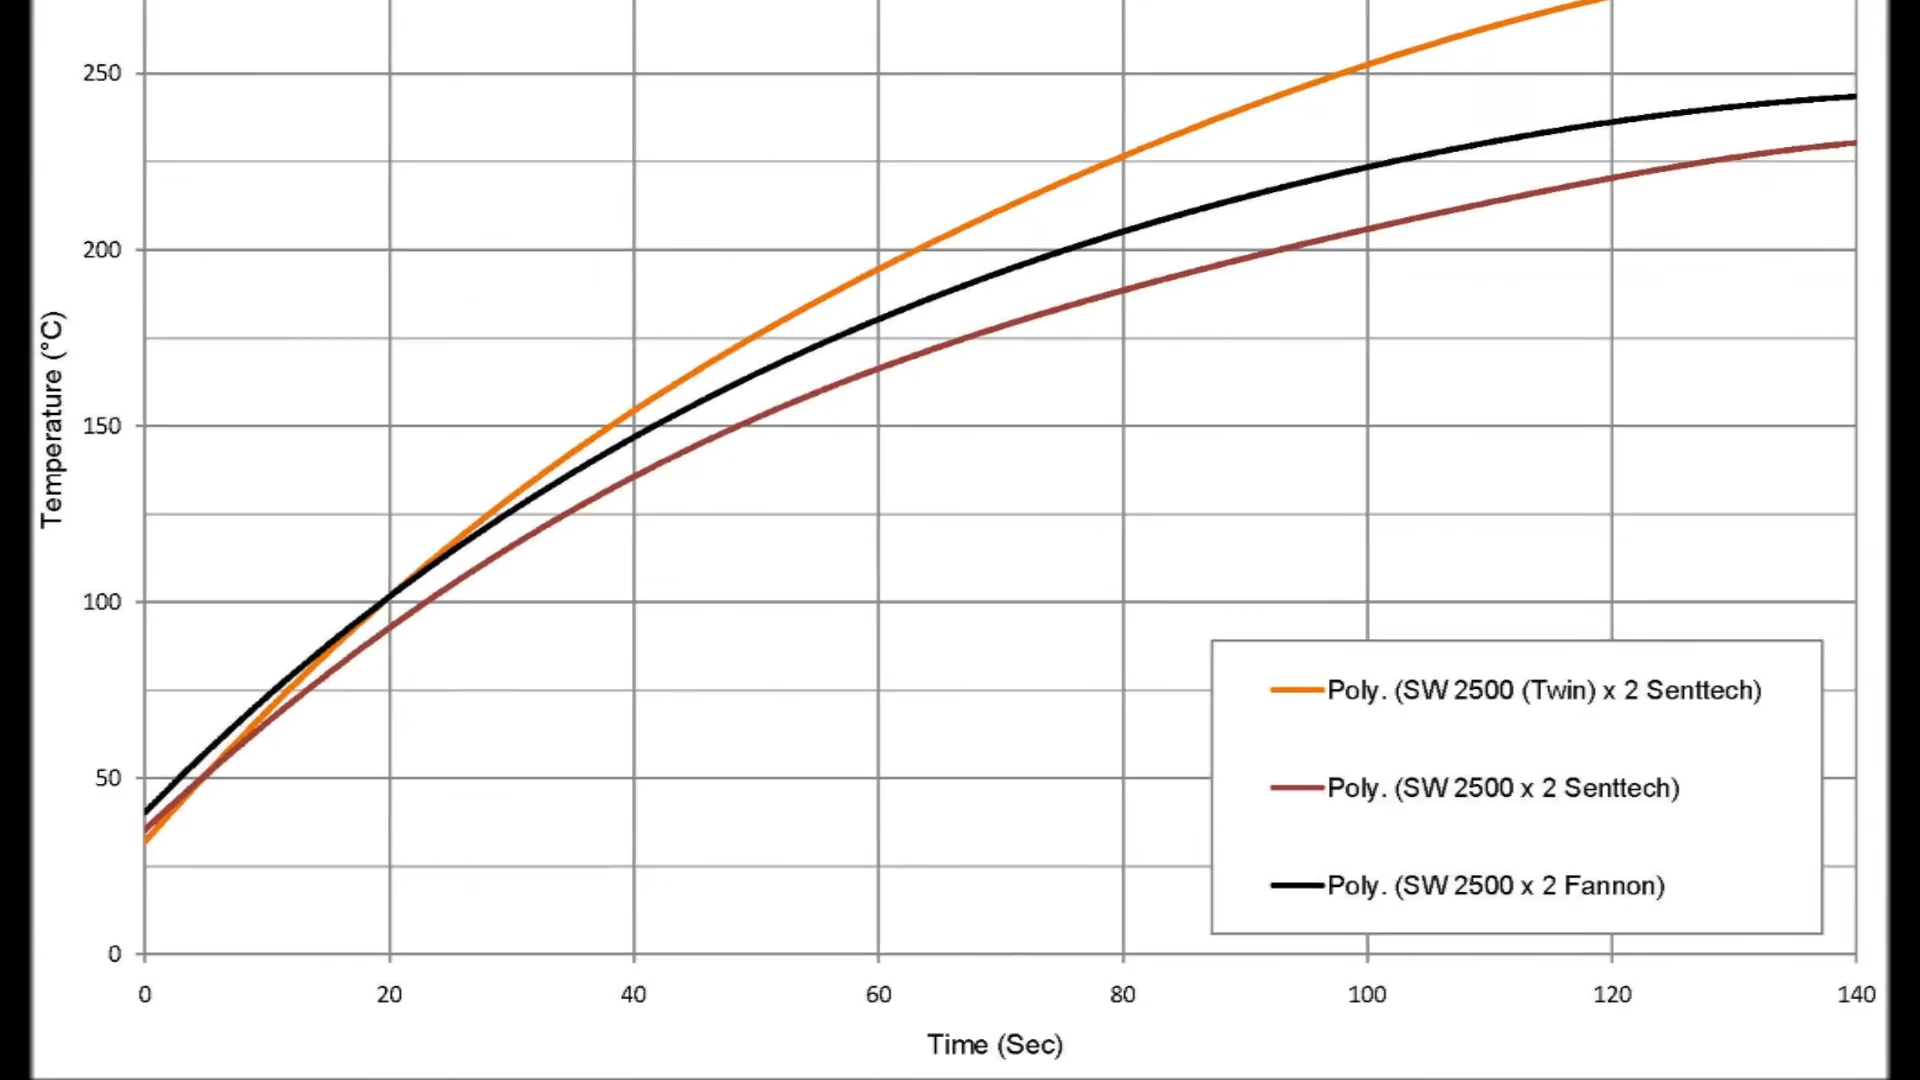 250
200
150
100
50
0
Temperature (°C)
Poly. (SW 2500 (Twin) x 2 Senttech)
Poly. (SW 2500 x 2 Senttech)
Poly. (SW 2500 x 2 Fannon)
0 20 40 60 80 100 120 140
Time (Sec)